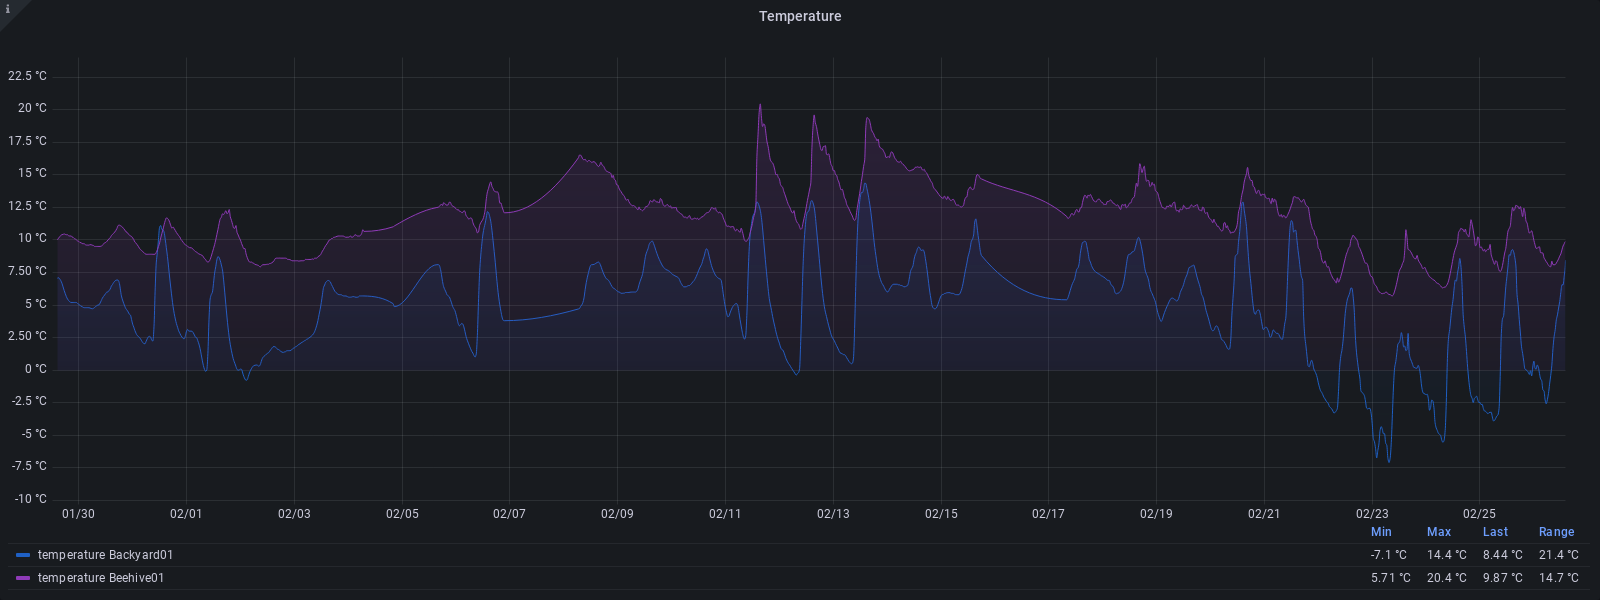 i
Temperature
22.5 °C
20 °C
17.5 °C
15 °C
12.5 °C
10 °C
7.50 °C
5 °C
2.50 °C
0 °C
-2.5 °C
-5 °C
-7.5 °C
-10 °C
01/30 02/01 02/03 02/05 02/07 02/09 02/11 02/13 02/15 02/17 02/19 02/21 02/23 02/25
Min Max Last Range
temperature Backyard01 -7.1 °C 14.4 °C 8.44 °C 21.4 °C
temperature Beehive01 5.71 °C 20.4 °C 9.87 °C 14.7 °C